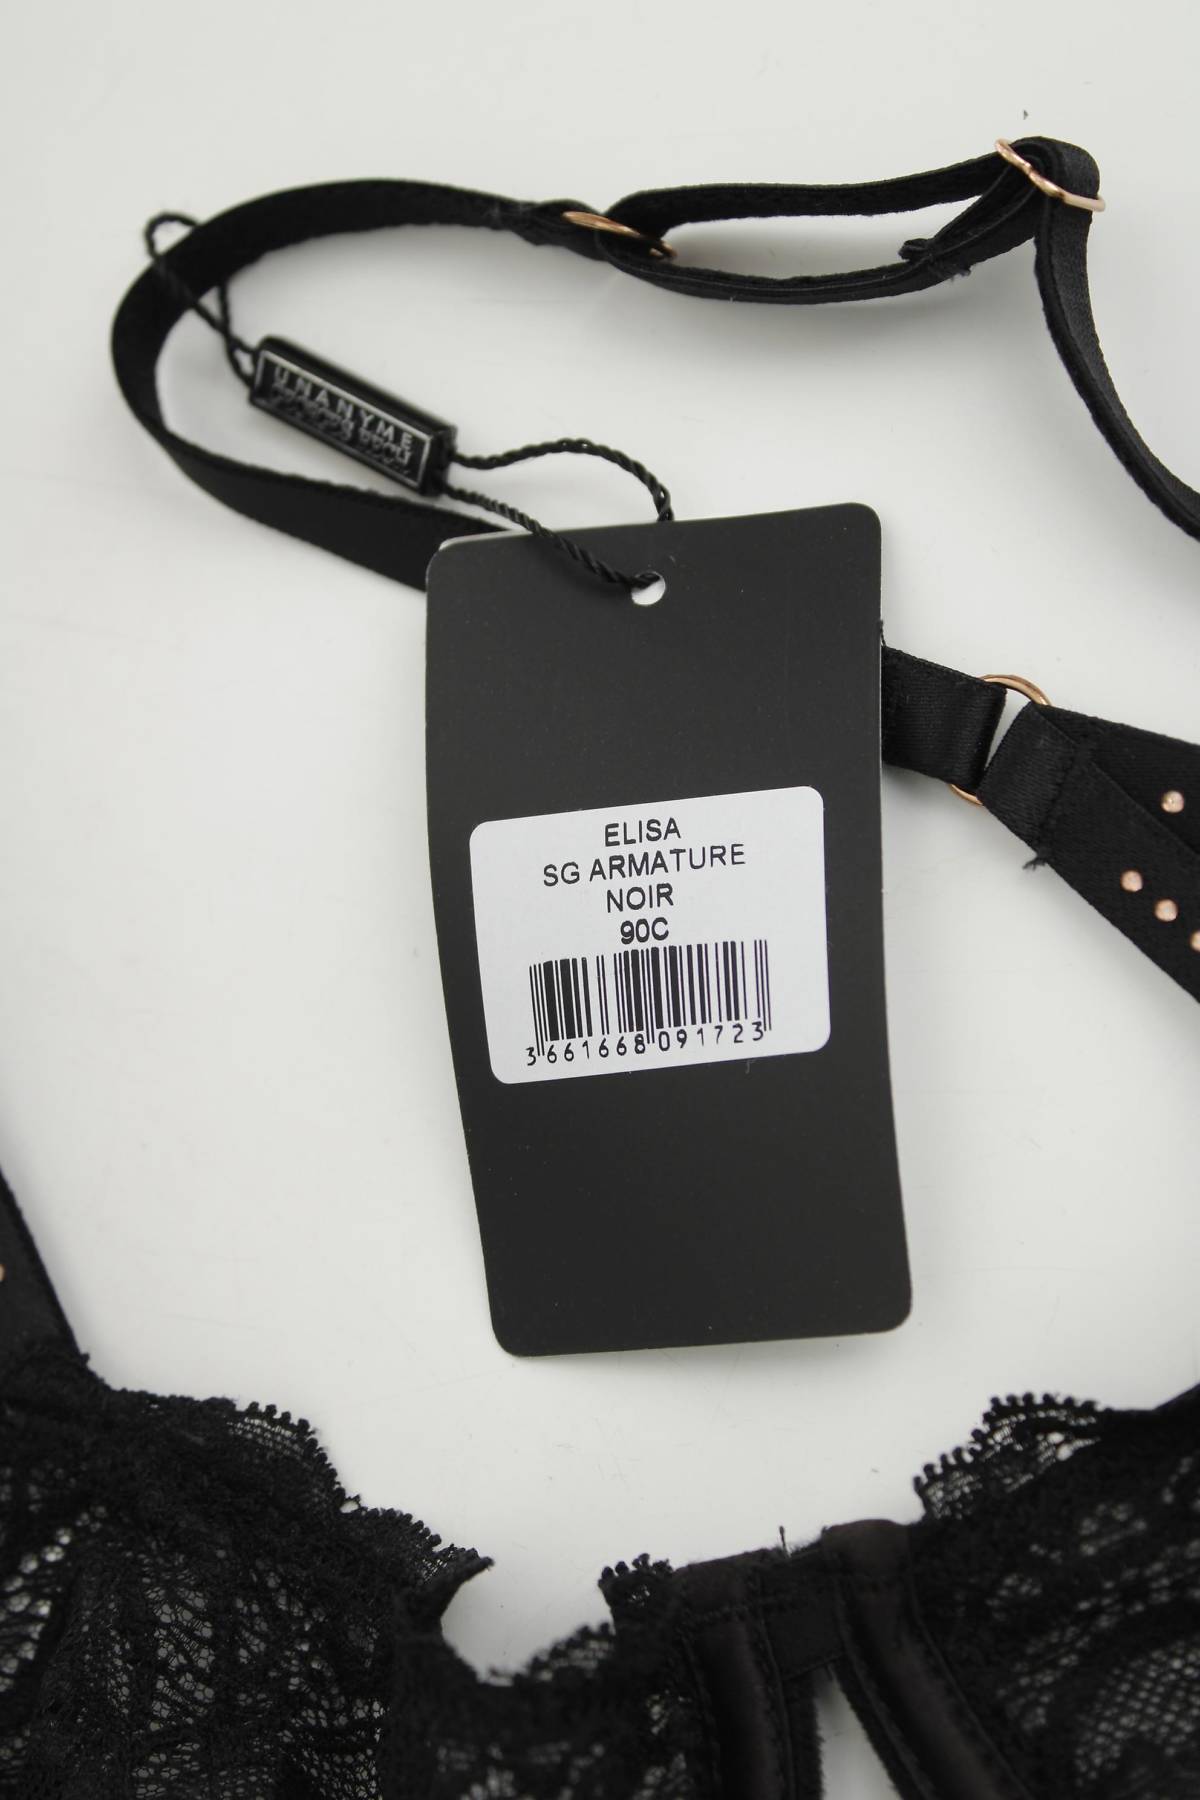 UNANYME
ELISA
SG ARMATURE
NOIR
90C
3661668091723